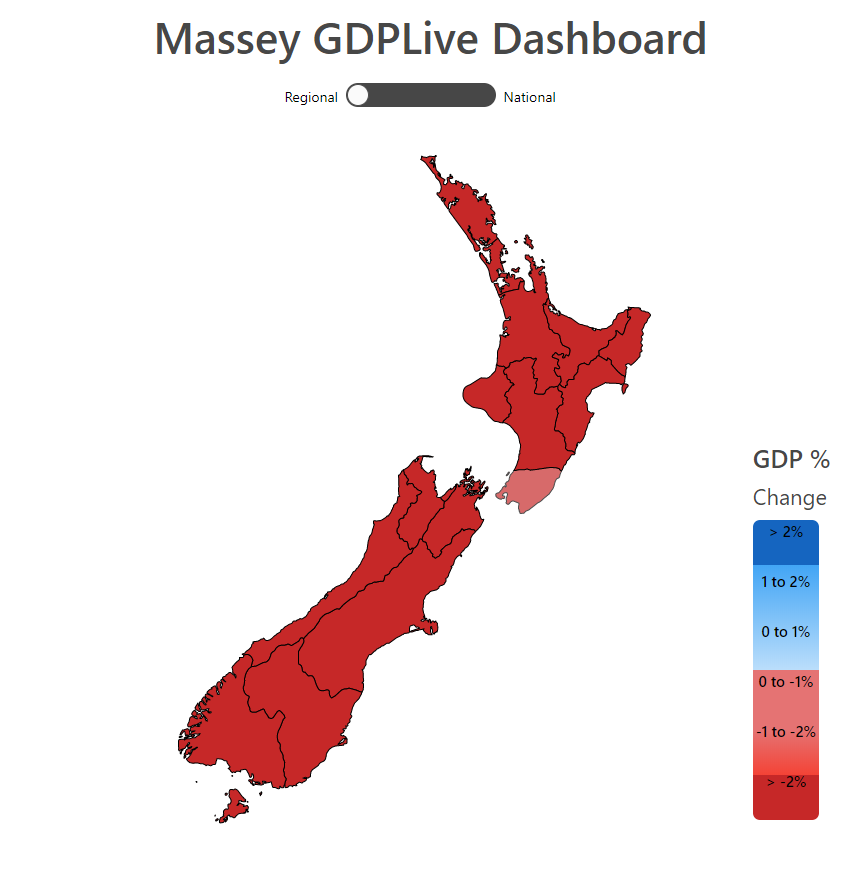 Massey GDPLive Dashboard
Regional National
GDP %
Change
> 2%
1 to 2%
0 to 1%
0 to -1%
-1 to -2%
> -2%